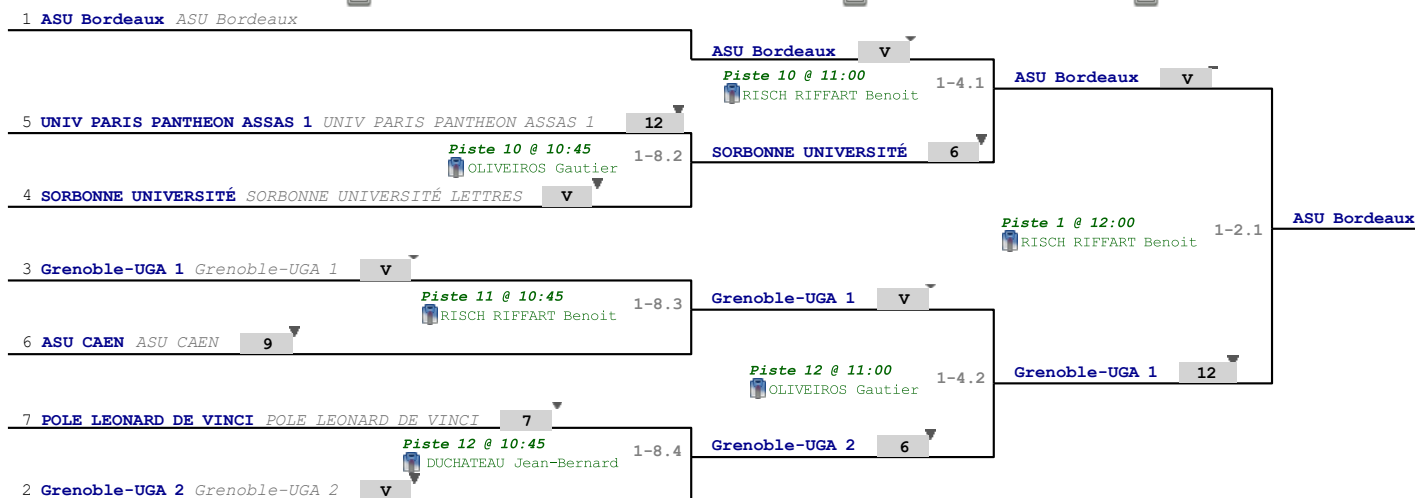 1 ASU Bordeaux ASU Bordeaux
ASU Bordeaux V
Piste 10 @ 11:00
RISCH RIFFART Benoit
1-4.1
ASU Bordeaux V
5 UNIV PARIS PANTHEON ASSAS 1 UNIV PARIS PANTHEON ASSAS 1 12
Piste 10 @ 10:45
OLIVEIROS Gautier
1-8.2
SORBONNE UNIVERSITÉ 6
4 SORBONNE UNIVERSITÉ SORBONNE UNIVERSITÉ LETTRES V
Piste 1 @ 12:00
RISCH RIFFART Benoit
1-2.1
ASU Bordeaux
3 Grenoble-UGA 1 Grenoble-UGA 1 V
Piste 11 @ 10:45
RISCH RIFFART Benoit
1-8.3
Grenoble-UGA 1 V
6 ASU CAEN ASU CAEN 9
Piste 12 @ 11:00
OLIVEIROS Gautier
1-4.2
Grenoble-UGA 1 12
7 POLE LEONARD DE VINCI POLE LEONARD DE VINCI 7
Piste 12 @ 10:45
DUCHATEAU Jean-Bernard
1-8.4
Grenoble-UGA 2 6
2 Grenoble-UGA 2 Grenoble-UGA 2 V